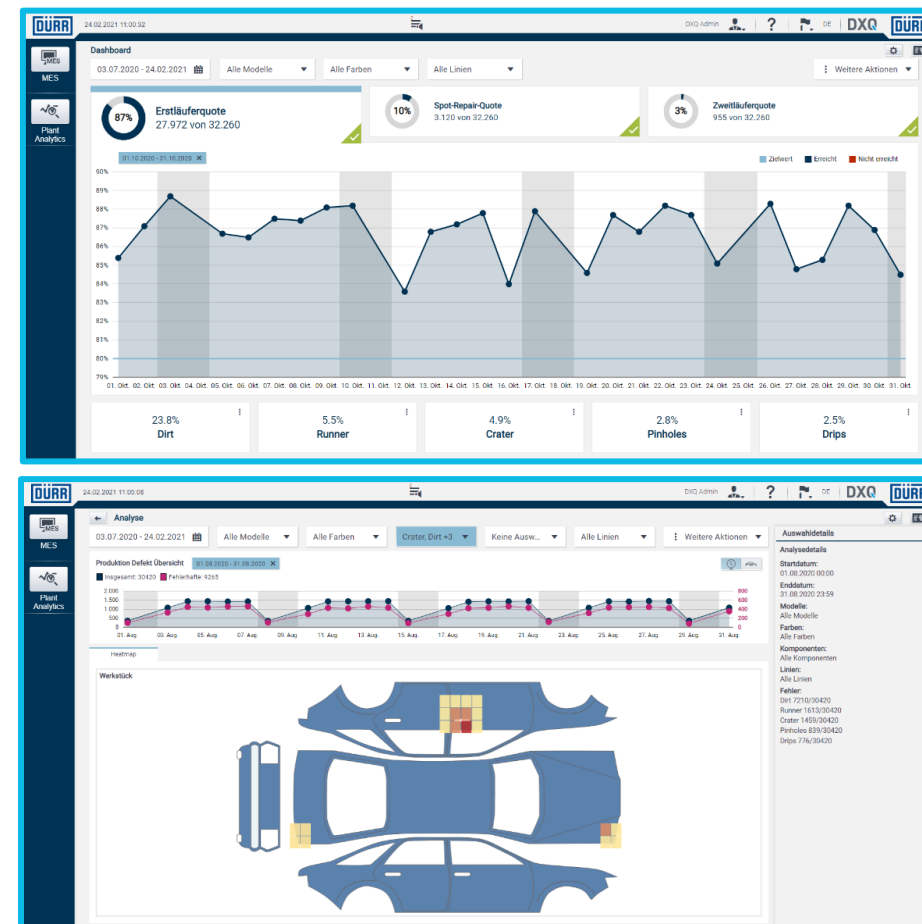 DÜRR 24.02.2021 11:00:32 DXQ Admin ? DE DXQ DÜRR
MES
MES
Plant
Analytics
Dashboard
03.07.2020 - 24.02.2021 Alle Modelle Alle Farben Alle Linien Weitere Aktionen
87% Erstläuferquote
27.972 von 32.260
10% Spot-Repair-Quote
3.120 von 32.260
3% Zweitläuferquote
955 von 32.260
01.10.2020 - 31.10.2020 X Zielwert Erreicht Nicht erreicht
90%
89%
88%
87%
86%
85%
84%
83%
82%
81%
80%
79%
01. Okt. 02. Okt. 03. Okt. 04. Okt. 05. Okt. 06. Okt. 07. Okt. 08. Okt. 09. Okt. 10. Okt. 11. Okt. 12. Okt. 13. Okt. 14. Okt. 15. Okt. 16. Okt. 17. Okt. 18. Okt. 19. Okt. 20. Okt. 21. Okt. 22. Okt. 23. Okt. 24. Okt. 25. Okt. 26. Okt. 27. Okt. 28. Okt. 29. Okt. 30. Okt. 31. Okt.
23.8% 5.5% 4.9% 2.8% 2.5%
Dirt Runner Crater Pinholes Drips
DÜRR 24.02.2021 11:05:08 DXQ Admin ? DE DXQ DÜRR
MES
MES
Plant
Analytics
Analyse
03.07.2020 - 24.02.2021 Alle Modelle Alle Farben Crater, Dirt +3 Keine Ausw... Alle Linien Weitere Aktionen
Produktion Defekt Übersicht 01.08.2020 - 31.08.2020 X
Insgesamt: 30420 Fehlerhafte: 9265
2.000 800
1.500 600
1.000 400
500 200
0 0
01. Aug. 03. Aug. 05. Aug. 07. Aug. 09. Aug. 11. Aug. 13. Aug. 15. Aug. 17. Aug. 19. Aug. 21. Aug. 23. Aug. 25. Aug. 27. Aug. 29. Aug. 31. Aug.
Heatmap
Werkstück
Auswahldetails
Analysedetails
Startdatum:
01.08.2020 00:00
Enddatum:
31.08.2020 23:59
Modelle:
Alle Modelle
Farben:
Alle Farben
Komponenten:
Alle Komponenten
Linien:
Alle Linien
Fehler:
Dirt 7210/30420
Runner 1613/30420
Crater 1459/30420
Pinholes 839/30420
Drips 776/30420